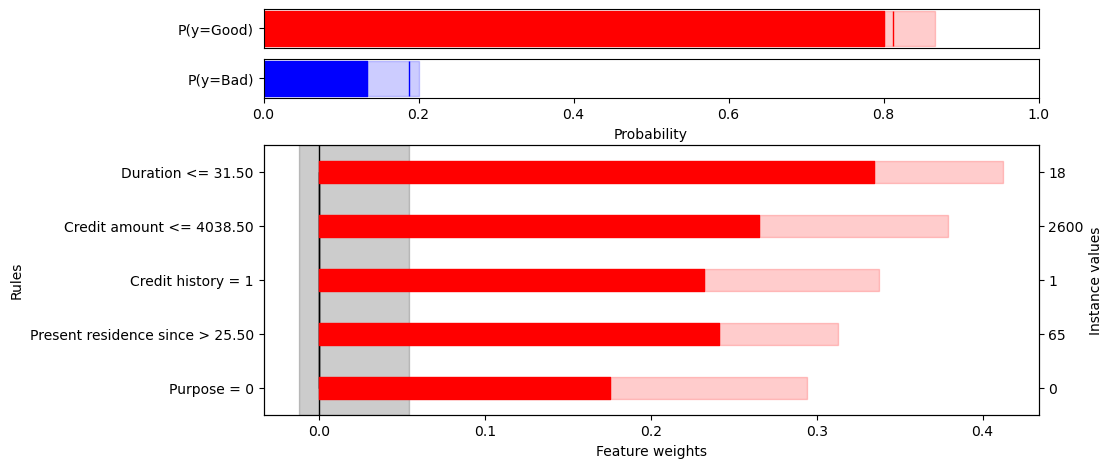 P(y=Good)
P(y=Bad)
0.0 0.2 0.4 0.6 0.8 1.0
Probability
Rules
Duration <= 31.50 18
Credit amount <= 4038.50 2600
Credit history = 1 1
Present residence since > 25.50 65
Purpose = 0 0
Instance values
0.0 0.1 0.2 0.3 0.4
Feature weights